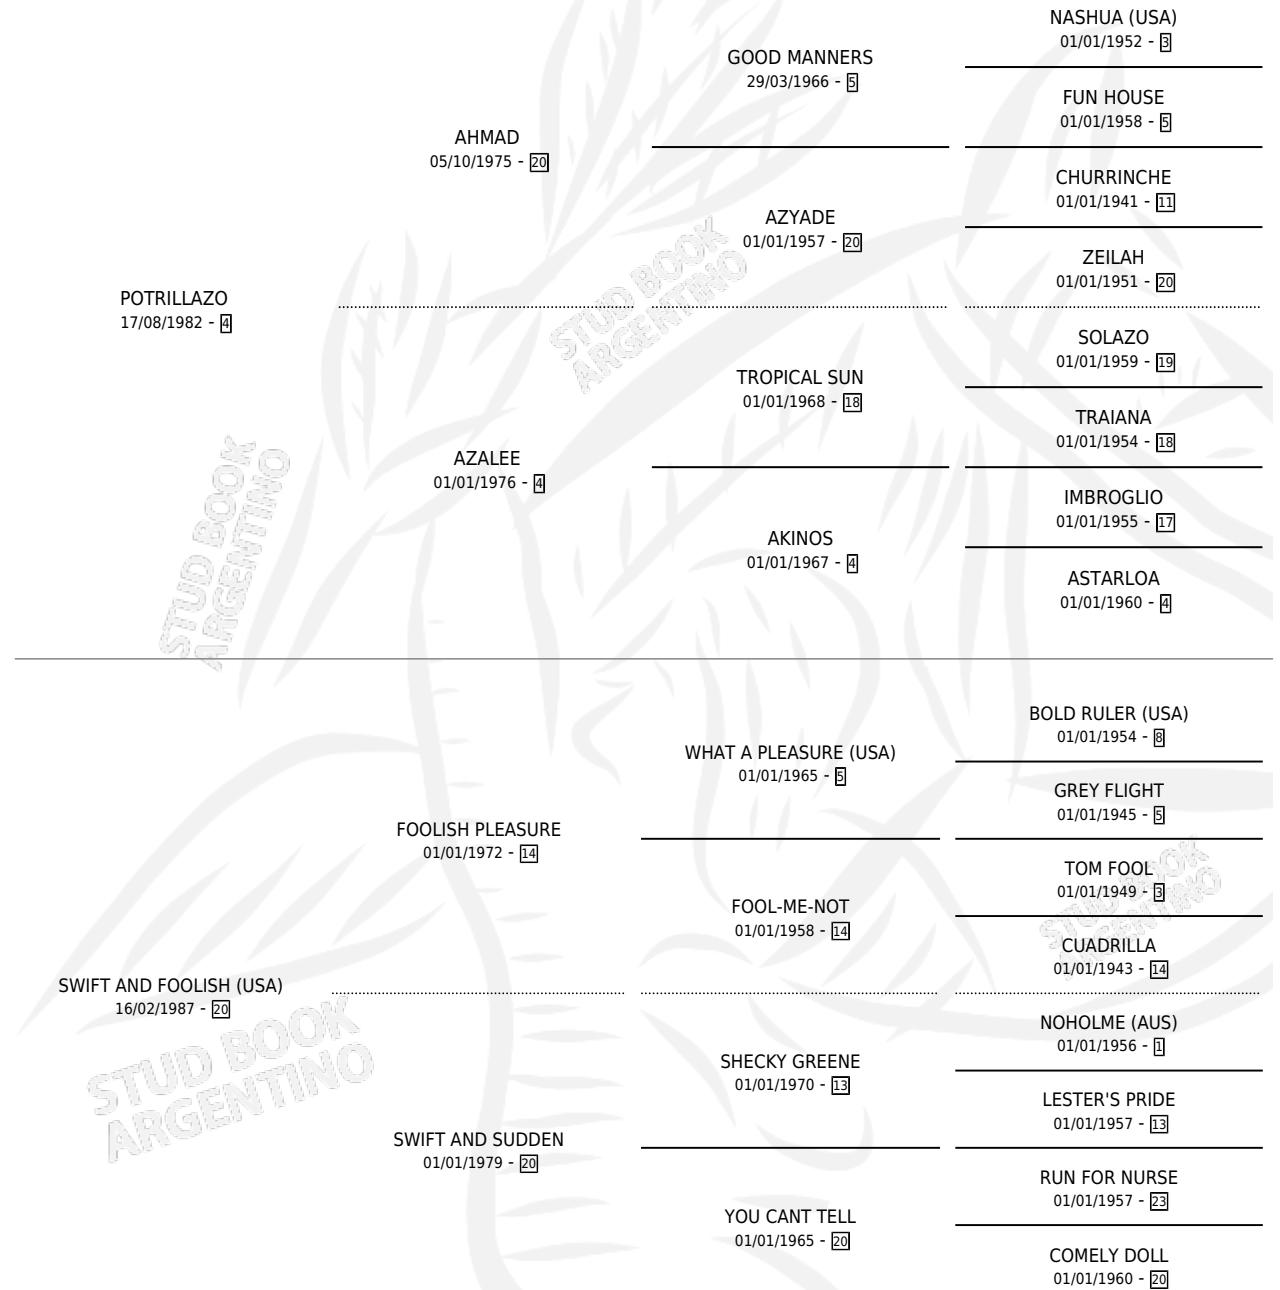 NASHUA (USA)
01/01/1952 - 3
GOOD MANNERS
29/03/1966 - 5
FUN HOUSE
01/01/1958 - 5
AHMAD
05/10/1975 - 20
CHURRINCHE
01/01/1941 - 11
AZYADE
01/01/1957 - 20
ZEILAH
01/01/1951 - 20
POTRILLAZO
17/08/1982 - 4
STUD BOOK
ARGENTINO
SOLAZO
01/01/1959 - 19
TROPICAL SUN
01/01/1968 - 18
TRAIANA
01/01/1954 - 18
AZALEE
01/01/1976 - 4
IMBROGLIO
01/01/1955 - 17
AKINOS
01/01/1967 - 4
ASTARLOA
01/01/1960 - 4
STUD BOOK
ARGENTINO
BOLD RULER (USA)
01/01/1954 - 8
WHAT A PLEASURE (USA)
01/01/1965 - 5
GREY FLIGHT
01/01/1945 - 5
FOOLISH PLEASURE
01/01/1972 - 14
TOM FOOL
01/01/1949 - 3
FOOL-ME-NOT
01/01/1958 - 14
STUD BOOK
ARGENTINO
CUADRILLA
01/01/1943 - 14
SWIFT AND FOOLISH (USA)
16/02/1987 - 20
NOHOLME (AUS)
01/01/1956 - 1
SHECKY GREENE
01/01/1970 - 13
STUD BOOK
ARGENTINO
LESTER'S PRIDE
01/01/1957 - 13
SWIFT AND SUDDEN
01/01/1979 - 20
RUN FOR NURSE
01/01/1957 - 23
YOU CANT TELL
01/01/1965 - 20
COMELY DOLL
01/01/1960 - 20